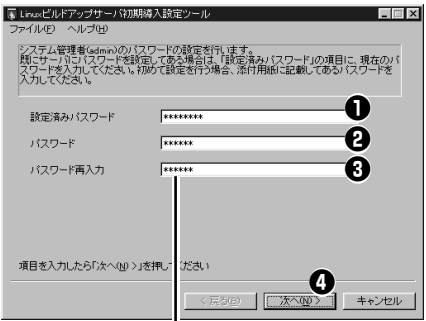 Linuxビルドアップサーバ初期導入設定ツール
ファイル(F) ヘルプ(H)
システム管理者(admin)のパスワードの設定を行います。
既にサーバにパスワードを設定してある場合は、「設定済みパスワード」の項目に、現在のパ
スワードを入力してください。初めて設定を行う場合、添付用紙に記載してあるパスワードを
入力してください。
設定済みパスワード ******** ❶
パスワード ****** ❷
パスワード再入力 ****** ❸
項目を入力したら「次へ(N) >」を押してください
❹
< 戻る(B) 次へ(N) > キャンセル